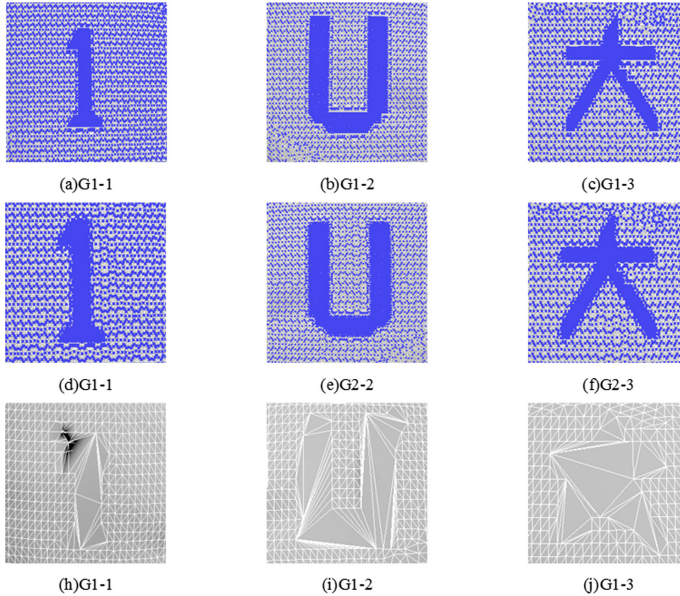 1
U
大
(a)G1-1
(b)G1-2
(c)G1-3
1
U
大
(d)G1-1
(e)G2-2
(f)G2-3
(h)G1-1
(i)G1-2
(j)G1-3